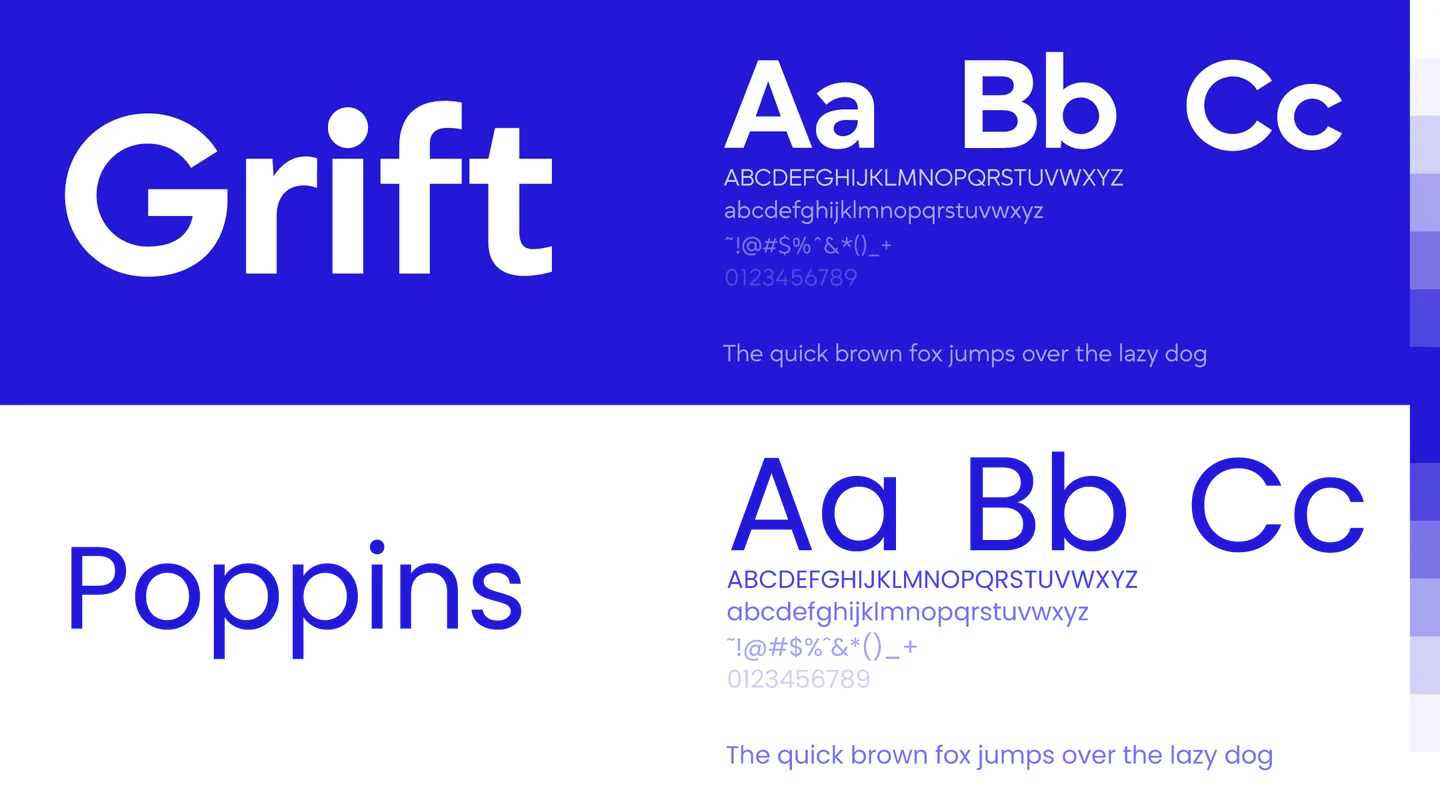 Grift
Aa Bb Cc
ABCDEFGHIJKLMNOPQRSTUVWXYZ
abcdefghijklmnopqrstuvwxyz
˜!@#$%ˆ&*()_+
0123456789
The quick brown fox jumps over the lazy dog
Poppins
Aa Bb Cc
ABCDEFGHIJKLMNOPQRSTUVWXYZ
abcdefghijklmnopqrstuvwxyz
˜!@#$%ˆ&*()_+
0123456789
The quick brown fox jumps over the lazy dog